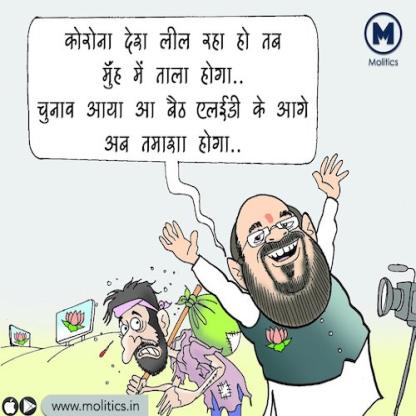 कोरोना देश लील रहा हो तब
मुँह में ताला होगा..
चुनाव आया आ बैठ एलईडी के आगे
अब तमाशा होगा..
M
Molitics
www.molitics.in